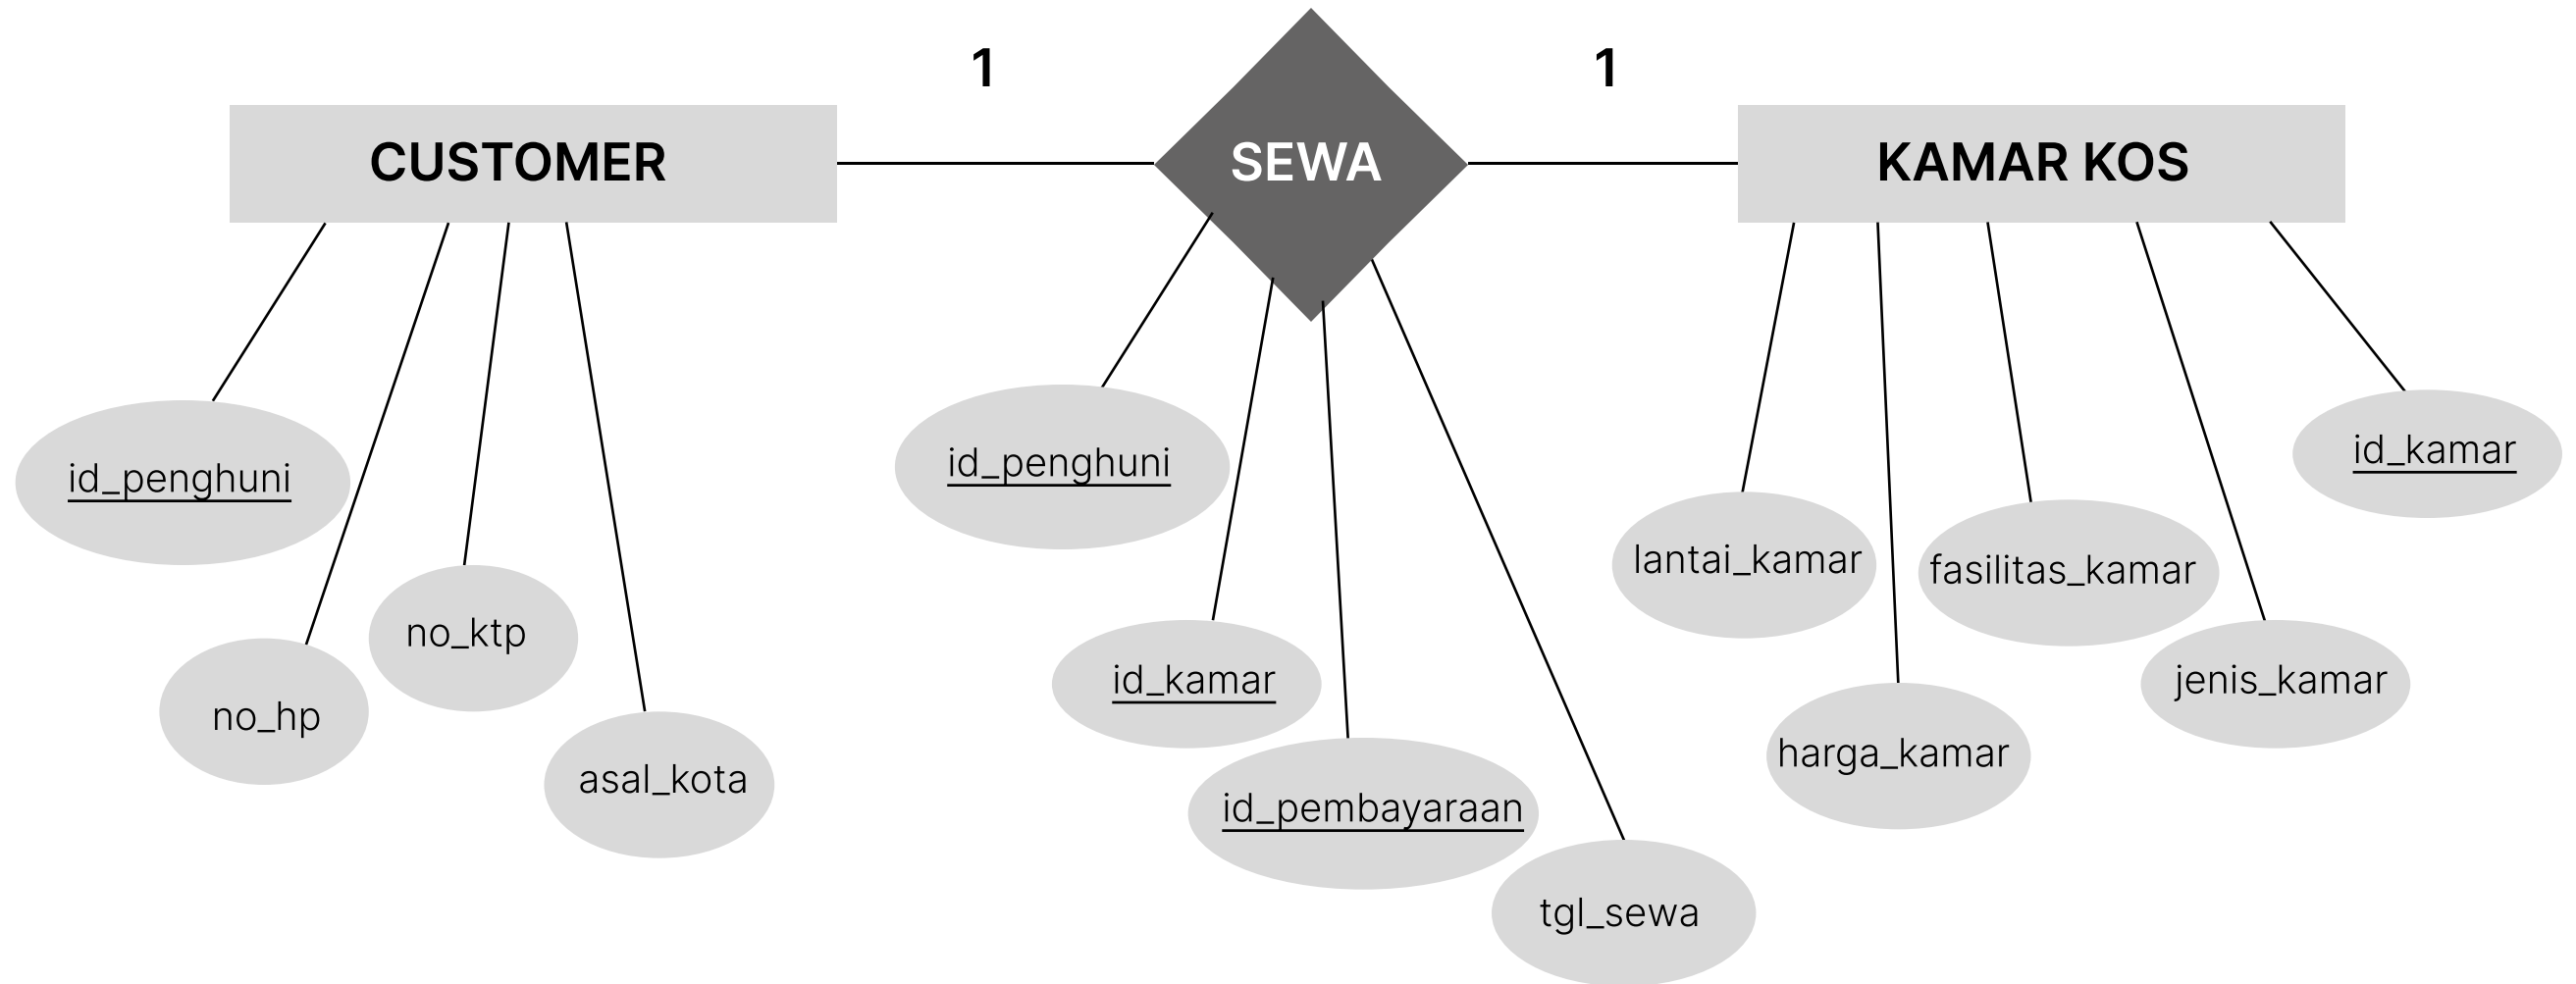 1
1
CUSTOMER
SEWA
KAMAR KOS
id_penghuni
no_hp
no_ktp
asal_kota
id_penghuni
id_kamar
id_pembayaraan
tgl_sewa
lantai_kamar
harga_kamar
fasilitas_kamar
jenis_kamar
id_kamar